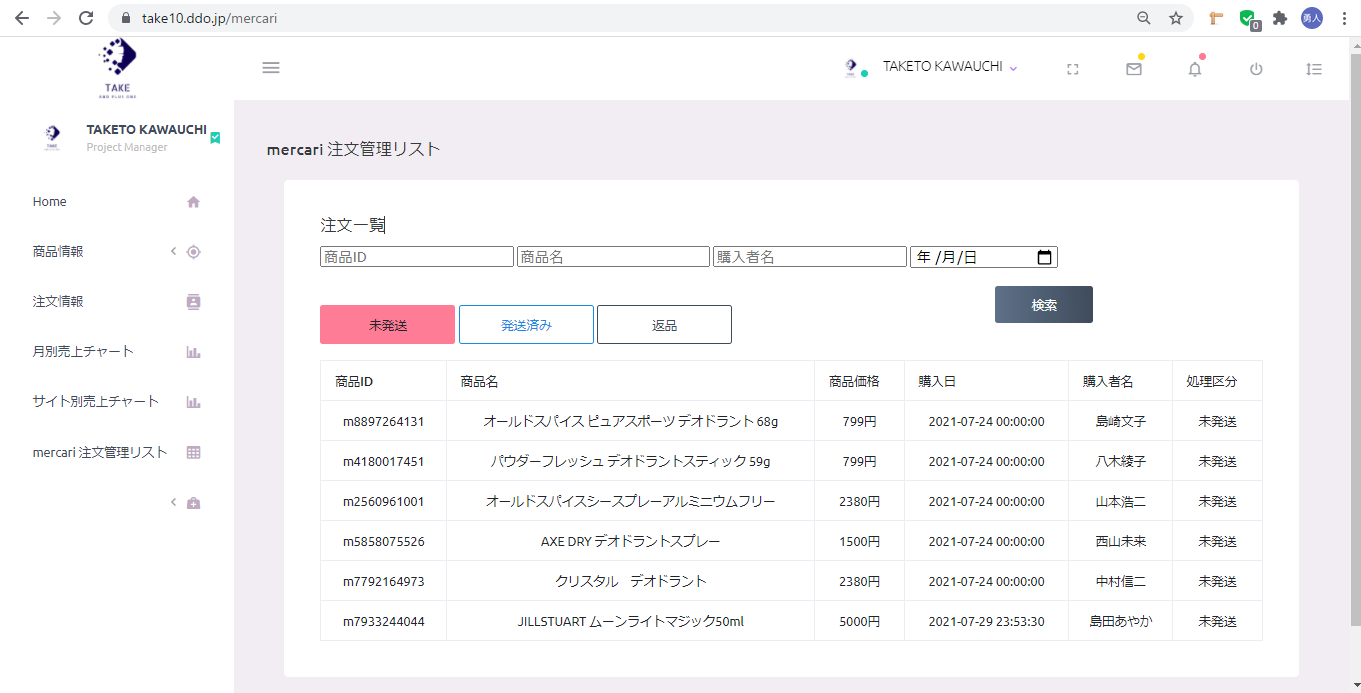 take10.ddo.jp/mercari
0
勇人
TAKE
TAKETO KAWAUCHI
TAKETO KAWAUCHI
Project Manager
mercari 注文管理リスト
Home
商品情報
注文情報
月別売上チャート
サイト別売上チャート
mercari 注文管理リスト
注文一覧
商品ID 商品名 購入者名 年 /月/日
検索
未発送 発送済み 返品
商品ID 商品名 商品価格 購入日 購入者名 処理区分
m8897264131 オールドスパイス ピュアスポーツ デオドラント 68g 799円 2021-07-24 00:00:00 島崎文子 未発送
m4180017451 パウダーフレッシュ デオドラントスティック 59g 799円 2021-07-24 00:00:00 八木綾子 未発送
m2560961001 オールドスパイスシースプレーアルミニウムフリー 2380円 2021-07-24 00:00:00 山本浩二 未発送
m5858075526 AXE DRY デオドラントスプレー 1500円 2021-07-24 00:00:00 西山未来 未発送
m7792164973 クリスタル　デオドラント 2380円 2021-07-24 00:00:00 中村信二 未発送
m7933244044 JILLSTUART ムーンライトマジック50ml 5000円 2021-07-29 23:53:30 島田あやか 未発送